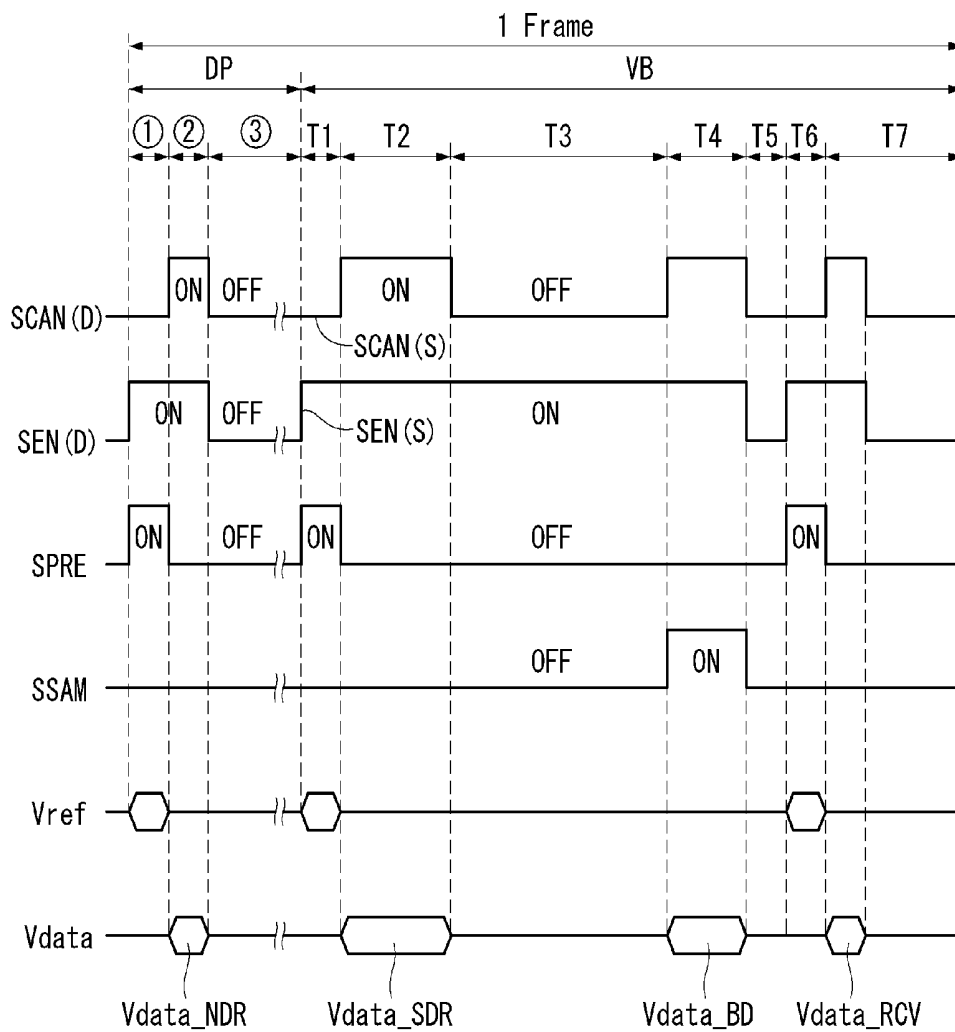 1 Frame
DP VB
① ② ③ T1 T2 T3 T4 T5 T6 T7
SCAN(D) ON OFF ON OFF
SCAN(S)
SEN(D) ON OFF ON
SEN(S)
SPRE ON OFF ON OFF ON
SSAM OFF ON
Vref
Vdata
Vdata_NDR Vdata_SDR Vdata_BD Vdata_RCV